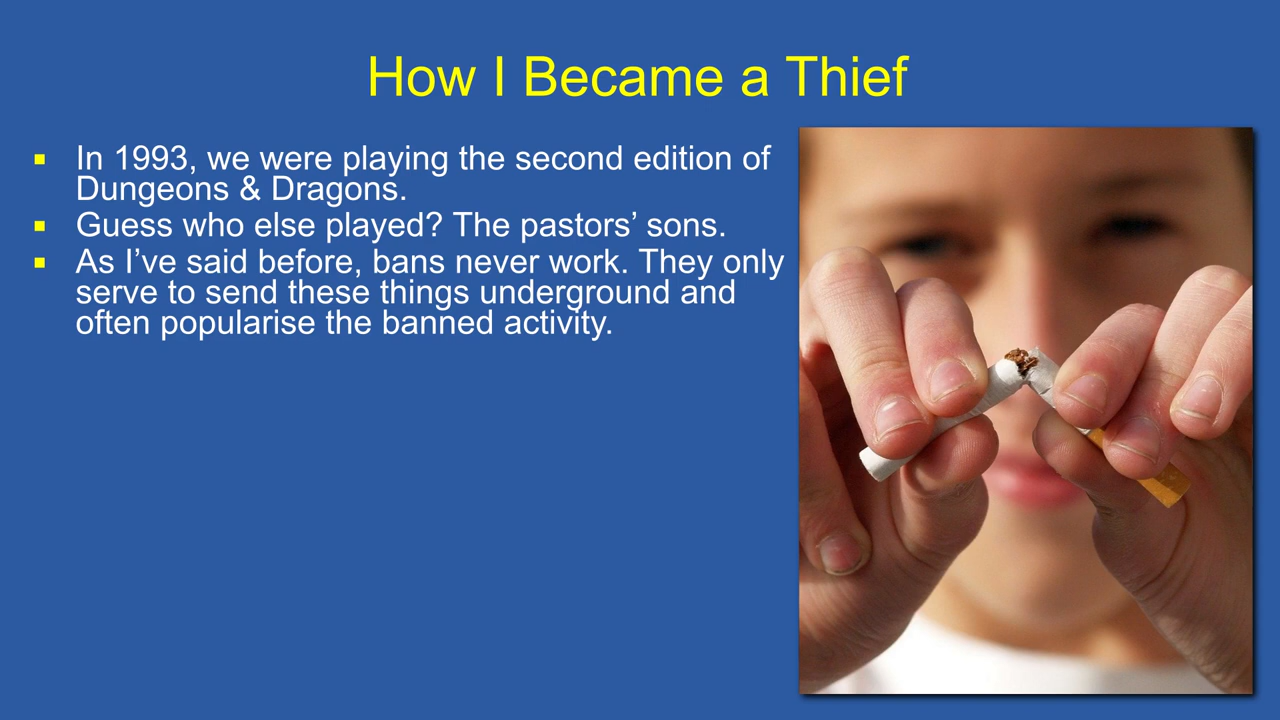 How I Became a Thief
In 1993, we were playing the second edition of
Dungeons & Dragons.
Guess who else played? The pastors’ sons.
As I’ve said before, bans never work. They only
serve to send these things underground and
often popularise the banned activity.